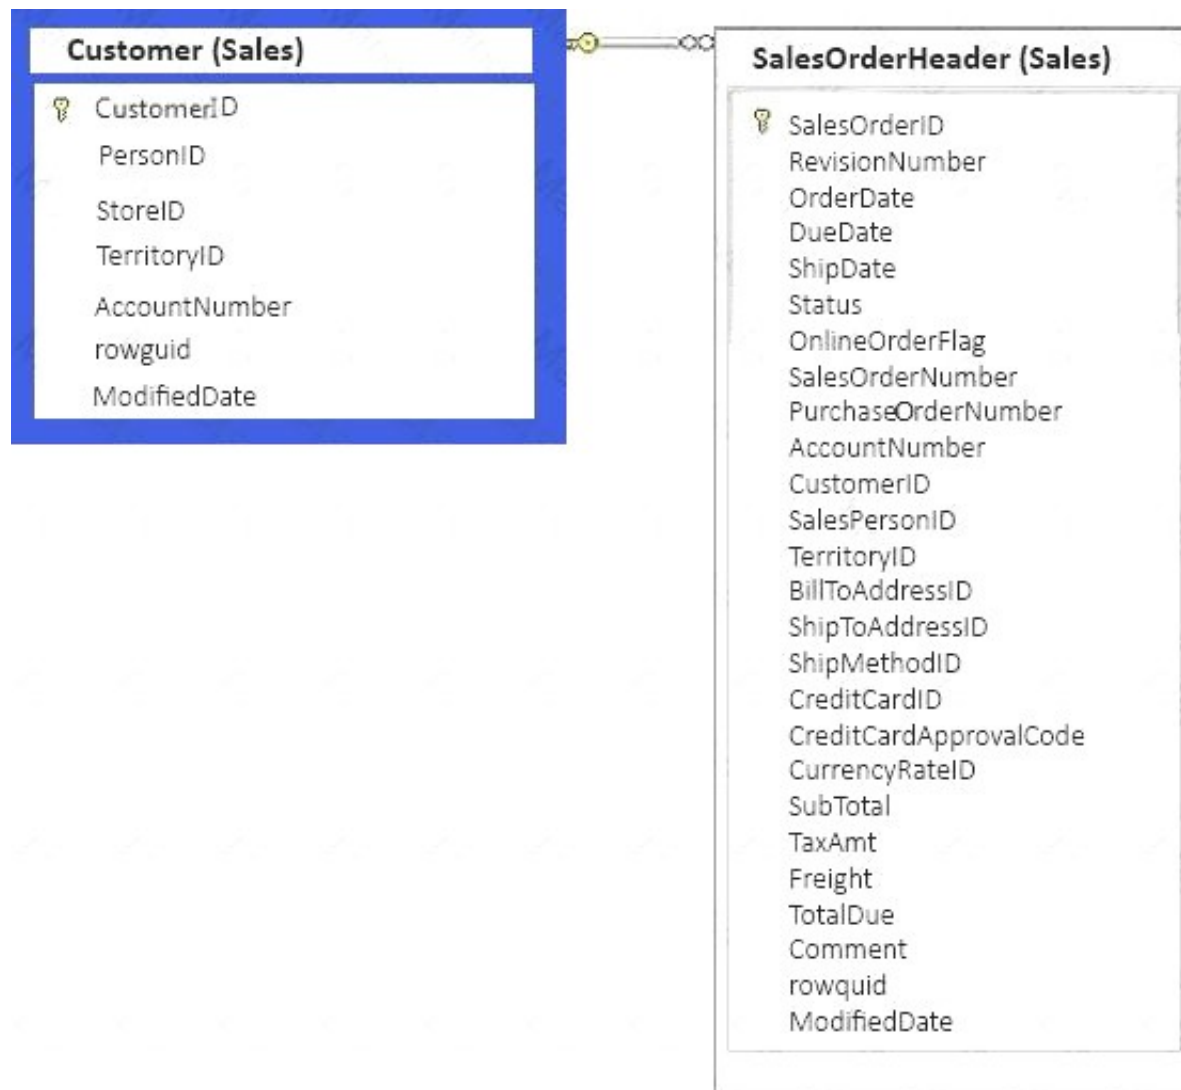 Customer (Sales)
CustomerID
PersonID
StoreID
TerritoryID
AccountNumber
rowguid
ModifiedDate
SalesOrderHeader (Sales)
SalesOrderID
RevisionNumber
OrderDate
DueDate
ShipDate
Status
OnlineOrderFlag
SalesOrderNumber
PurchaseOrderNumber
AccountNumber
CustomerID
SalesPersonID
TerritoryID
BillToAddressID
ShipToAddressID
ShipMethodID
CreditCardID
CreditCardApprovalCode
CurrencyRateID
SubTotal
TaxAmt
Freight
TotalDue
Comment
rowquid
ModifiedDate